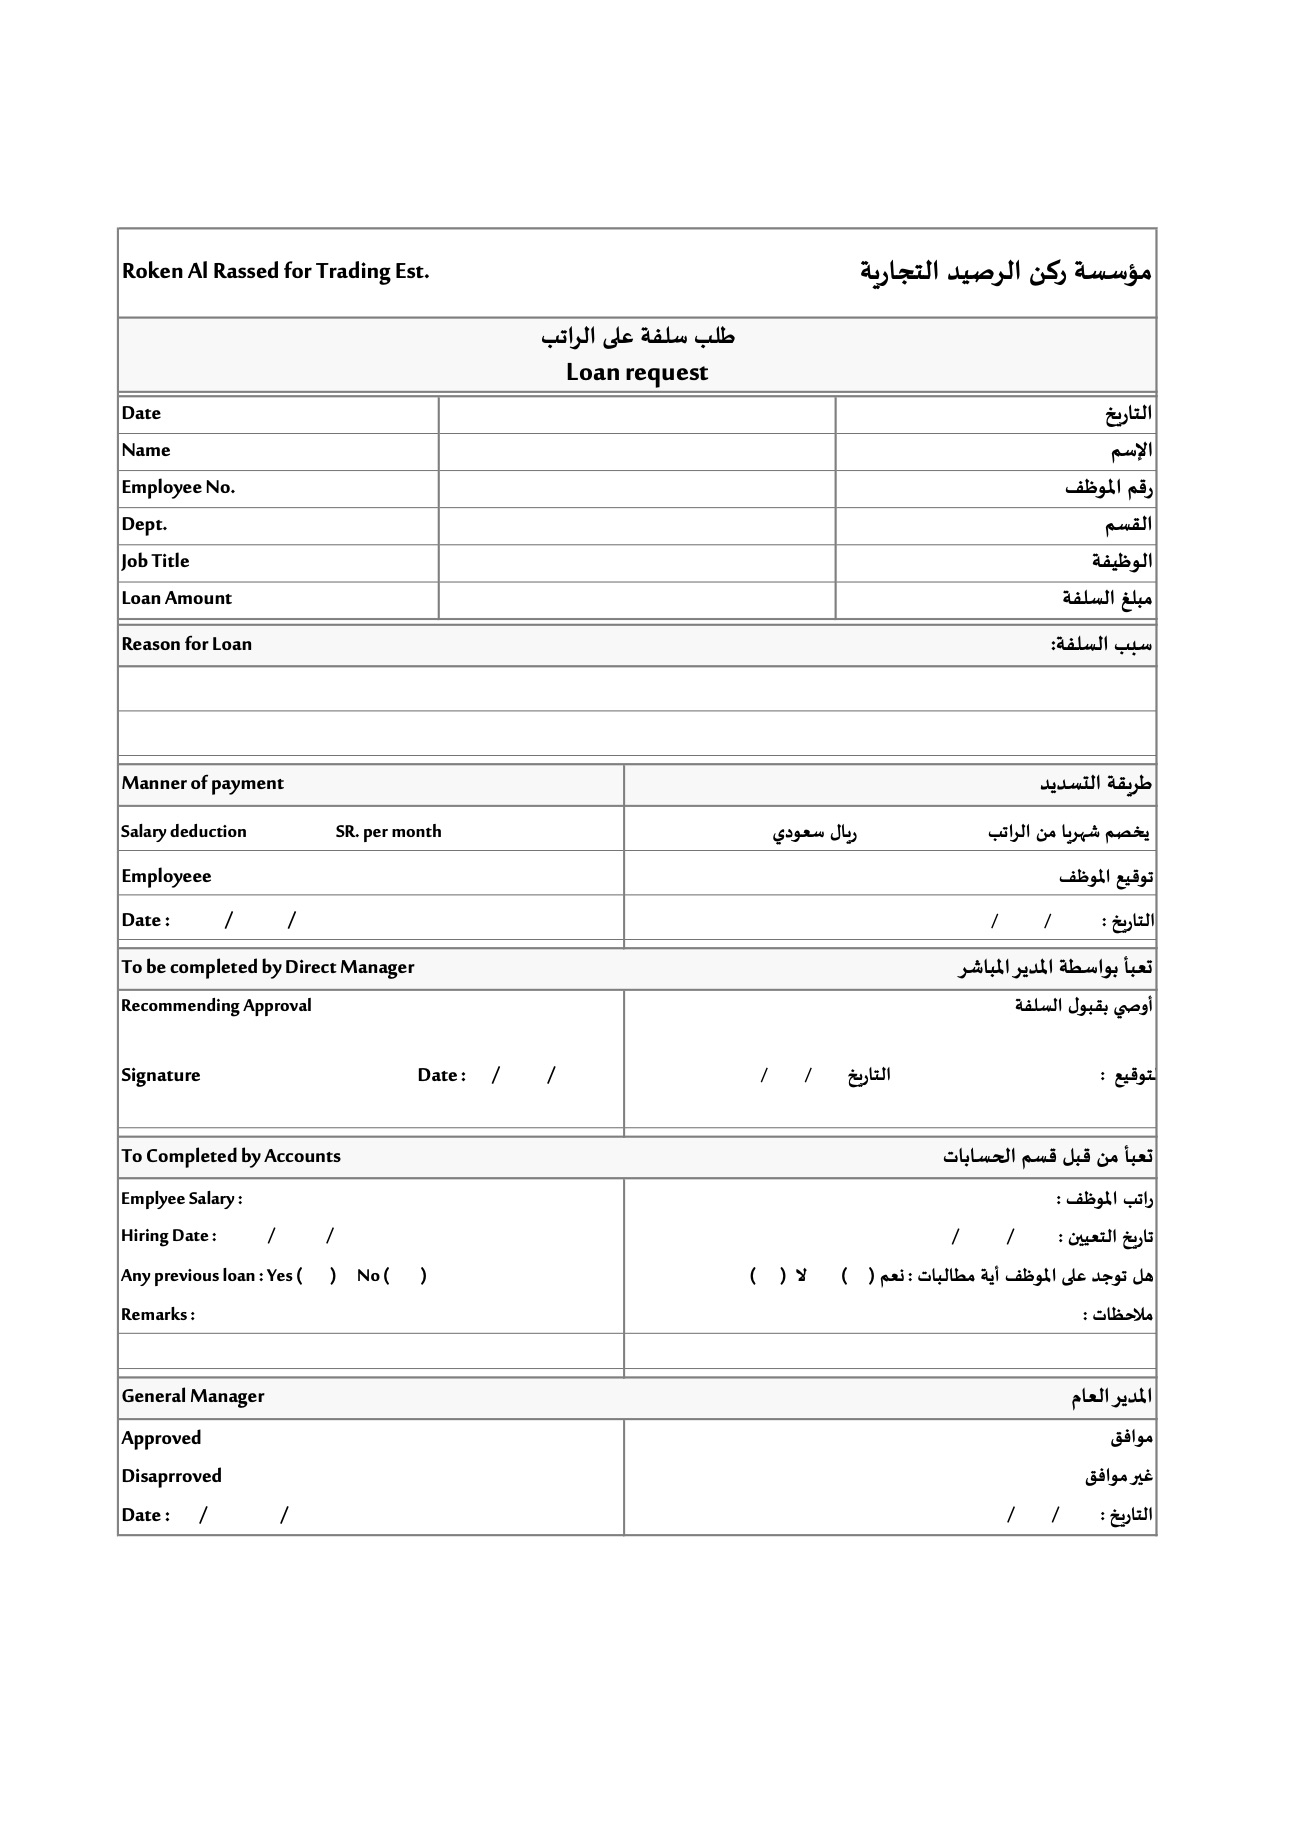 Roken Al Rassed for Trading Est. مؤسسة ركن الرصيد التجارية
طلب سلفة على الراتب
Loan request
Date التاريخ
Name الإسم
Employee No. رقم الموظف
Dept. القسم
Job Title الوظيفة
Loan Amount مبلغ السلفة
Reason for Loan سبب السلفة:
Manner of payment طريقة التسديد
Salary deduction SR. per month يخصم شهريا من الراتب ريال سعودي
Employeee توقيع الموظف
Date : / / التاريخ : / /
To be completed by Direct Manager تعبأ بواسطة المدير المباشر
Recommending Approval أوصي بقبول السلفة
Signature Date : / / لتوقيع : التاريخ / /
To Completed by Accounts تعبأ من قبل قسم الحسابات
Emplyee Salary : راتب الموظف :
Hiring Date : / / تاريخ التعيين : / /
Any previous loan : Yes ( ) No ( ) هل توجد على الموظف أية مطالبات : نعم ( ) لا ( )
Remarks : ملاحظات :
General Manager المدير العام
Approved موافق
Disaprroved غير موافق
Date : / / التاريخ : / /